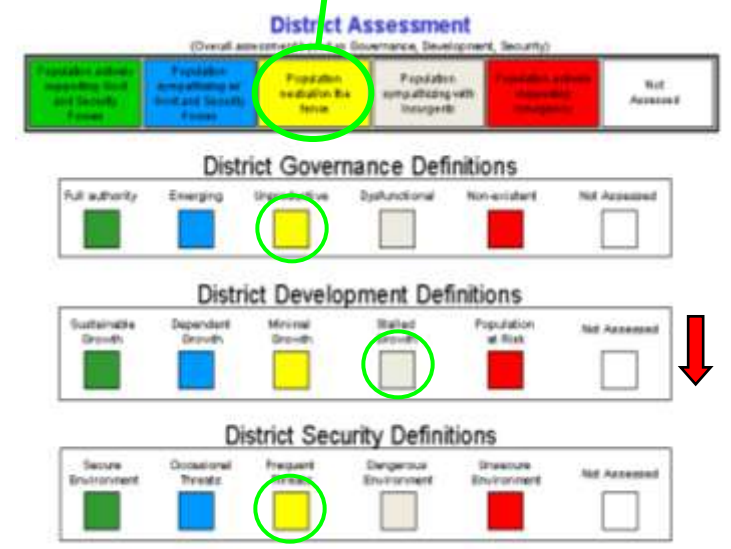 District Assessment
(Overall assessment based on Governance, Development, Security)
Population actively supporting Govt and Security Forces
Population sympathizing w/ Govt and Security Forces
Population neutral/on the fence
Population sympathizing with Insurgents
Population actively supporting
Not Assessed
District Governance Definitions
Full authority Emerging Unproductive Dysfunctional Non-existent Not Assessed
District Development Definitions
Sustainable Dependent Minimal Stalled Population Not Assessed
Growth Growth Growth Growth at Risk
District Security Definitions
Secure Occasional Frequent Dangerous Unsecure Not Assessed
Environment Threats Threats Environment Environment